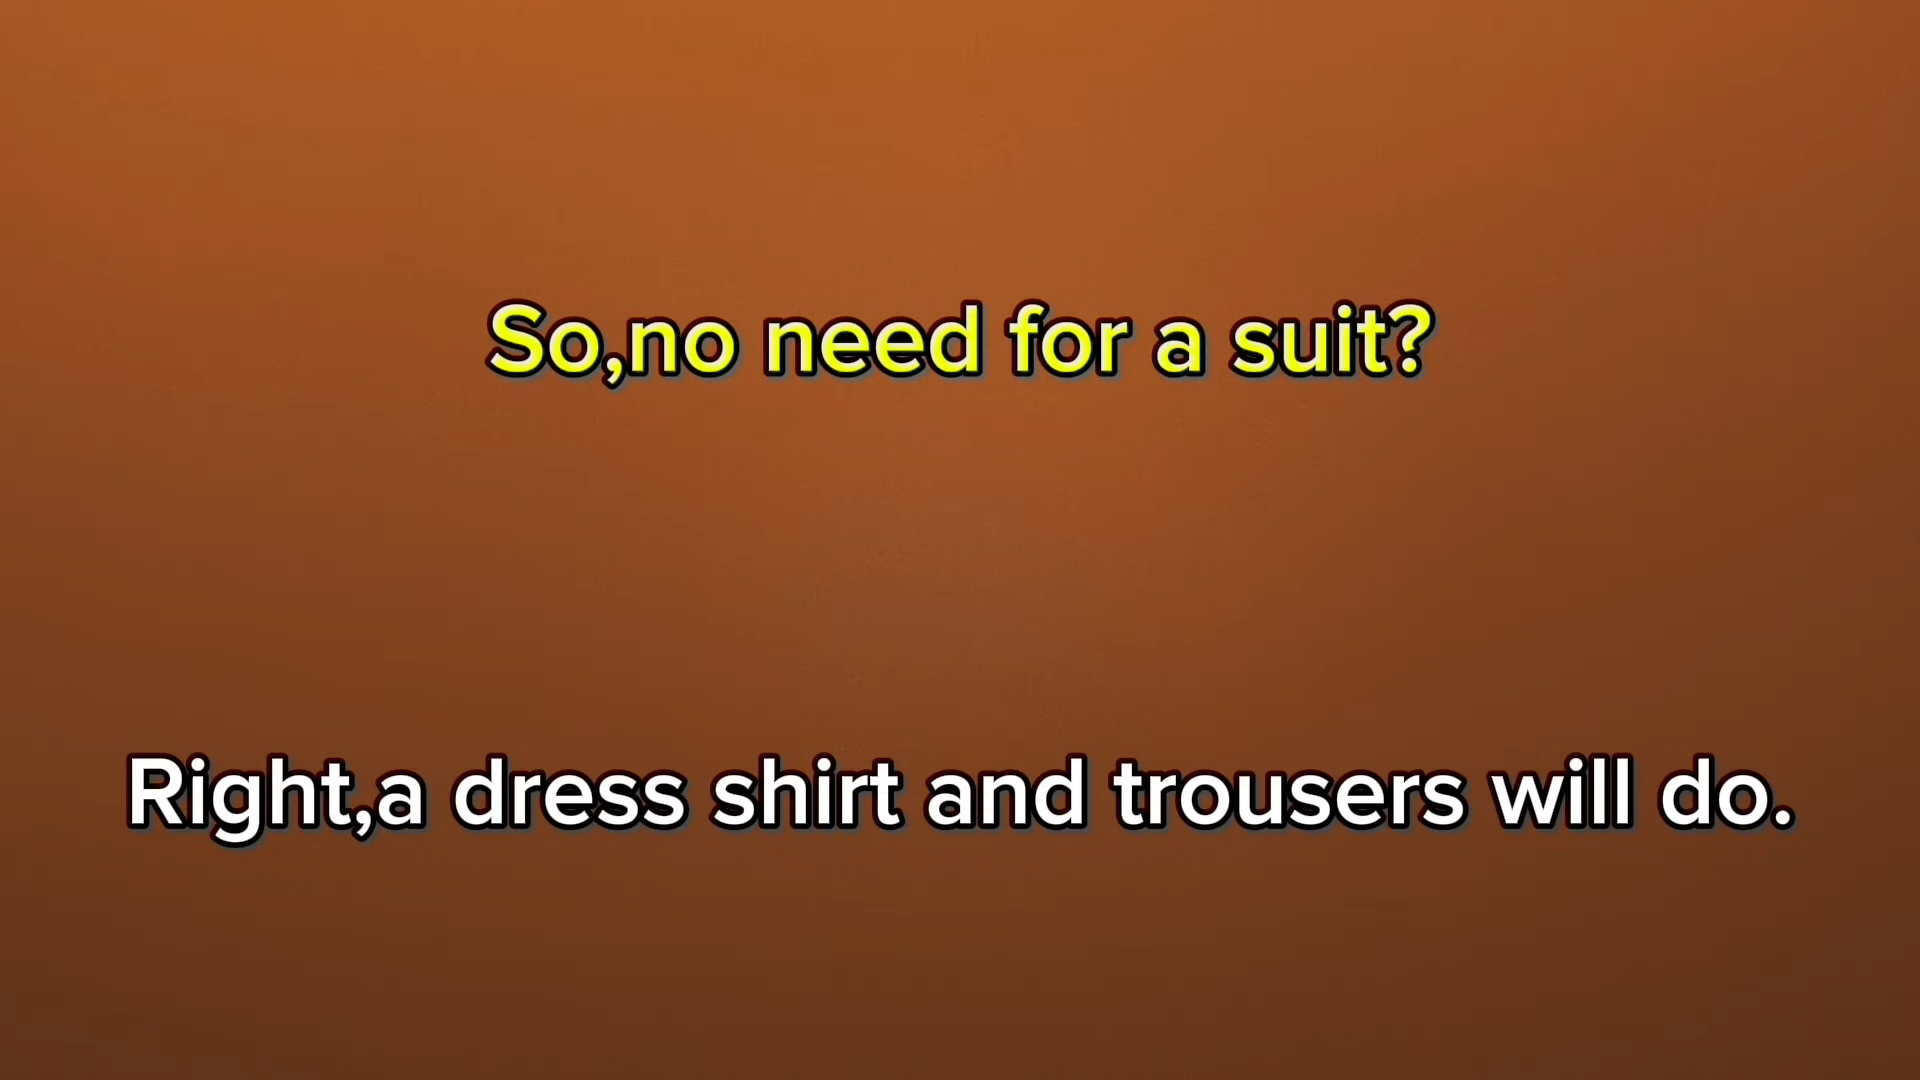 So,no need for a suit?
Right,a dress shirt and trousers will do.